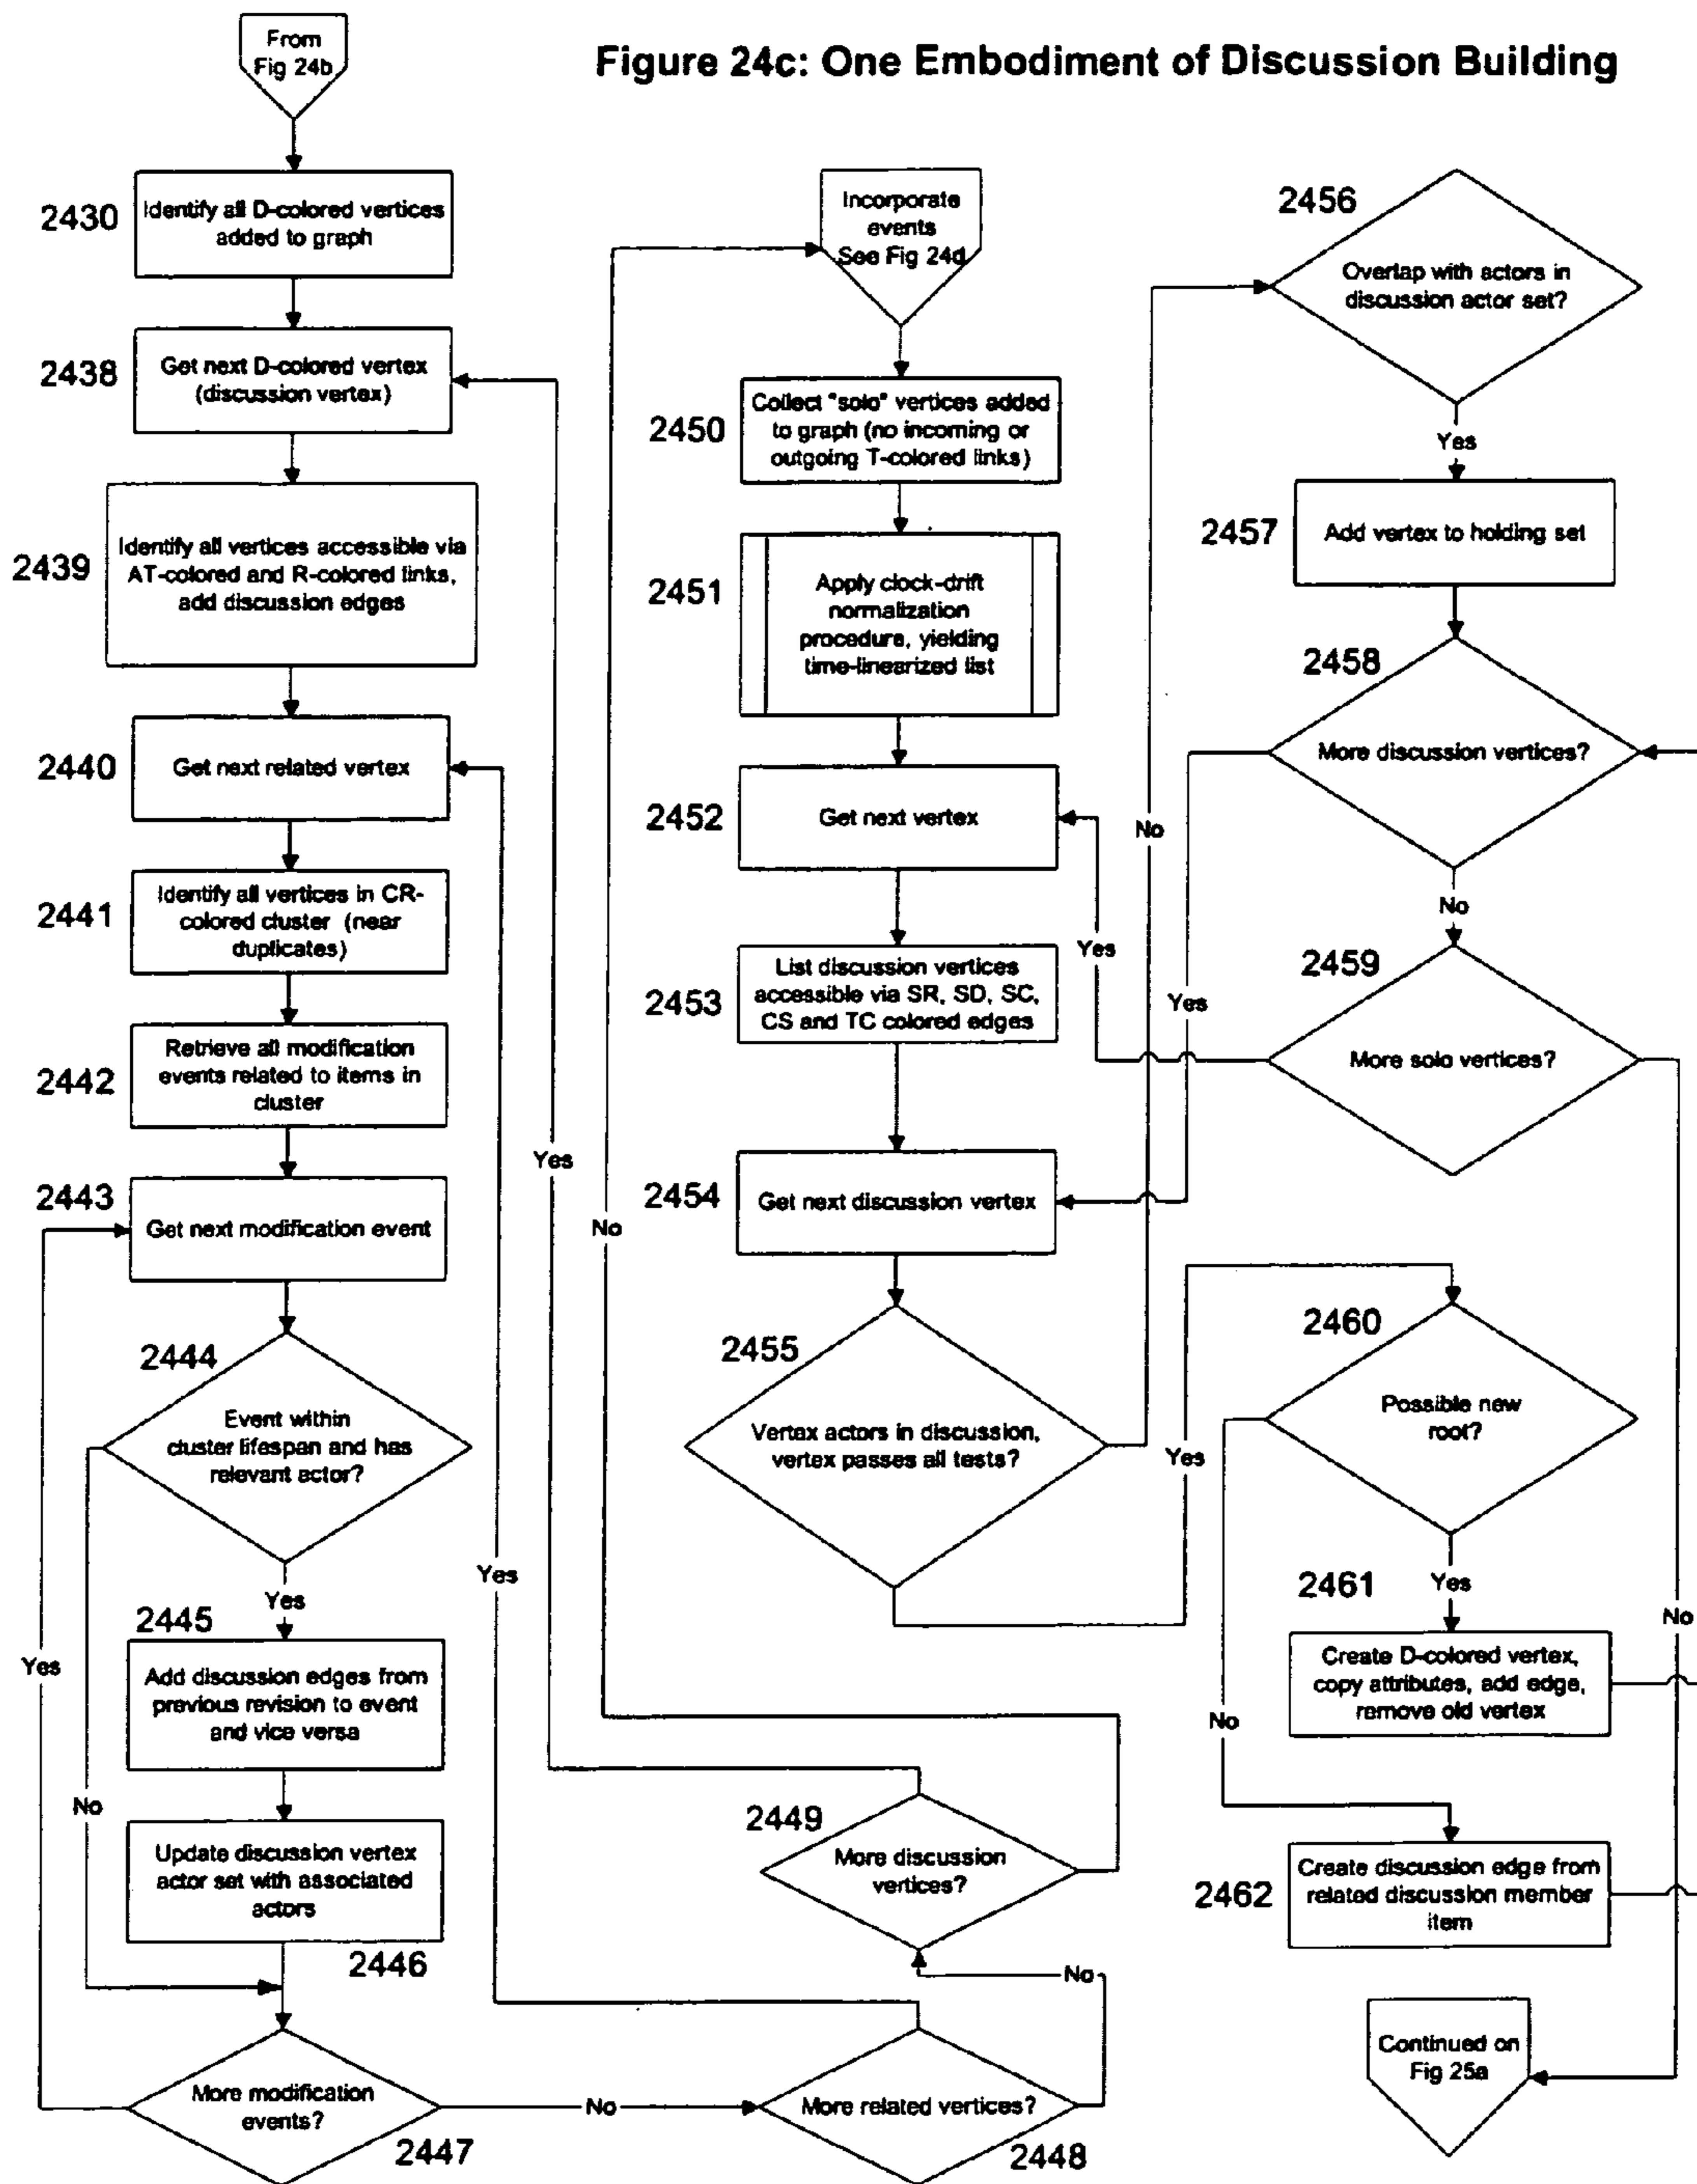 Figure 24c: One Embodiment of Discussion Building
From
Fig 24b
2430
Identify all D-colored vertices
added to graph
2438
Get next D-colored vertex
(discussion vertex)
2439
Identify all vertices accessible via
AT-colored and R-colored links,
add discussion edges
2440
Get next related vertex
2441
Identify all vertices in CR-
colored cluster (near
duplicates)
2442
Retrieve all modification
events related to items in
cluster
2443
Get next modification event
2444
Event within
cluster lifespan and has
relevant actor?
Yes
No
2445
Add discussion edges from
previous revision to event
and vice versa
Update discussion vertex
actor set with associated
actors
2446
More modification
events?
2447
Yes
No
More related vertices?
2448
Yes
No
2449
More discussion
vertices?
Yes
No
Incorporate
events
See Fig 24d
2450
Collect "solo" vertices added
to graph (no incoming or
outgoing T-colored links)
2451
Apply clock-drift
normalization
procedure, yielding
time-linearized list
2452
Get next vertex
2453
List discussion vertices
accessible via SR, SD, SC,
CS and TC colored edges
2454
Get next discussion vertex
2455
Vertex actors in discussion,
vertex passes all tests?
No
Yes
2456
Overlap with actors in
discussion actor set?
Yes
2457
Add vertex to holding set
2458
More discussion vertices?
Yes
No
2459
More solo vertices?
Yes
No
2460
Possible new
root?
Yes
No
2461
Create D-colored vertex,
copy attributes, add edge,
remove old vertex
2462
Create discussion edge from
related discussion member
item
Continued on
Fig 25a